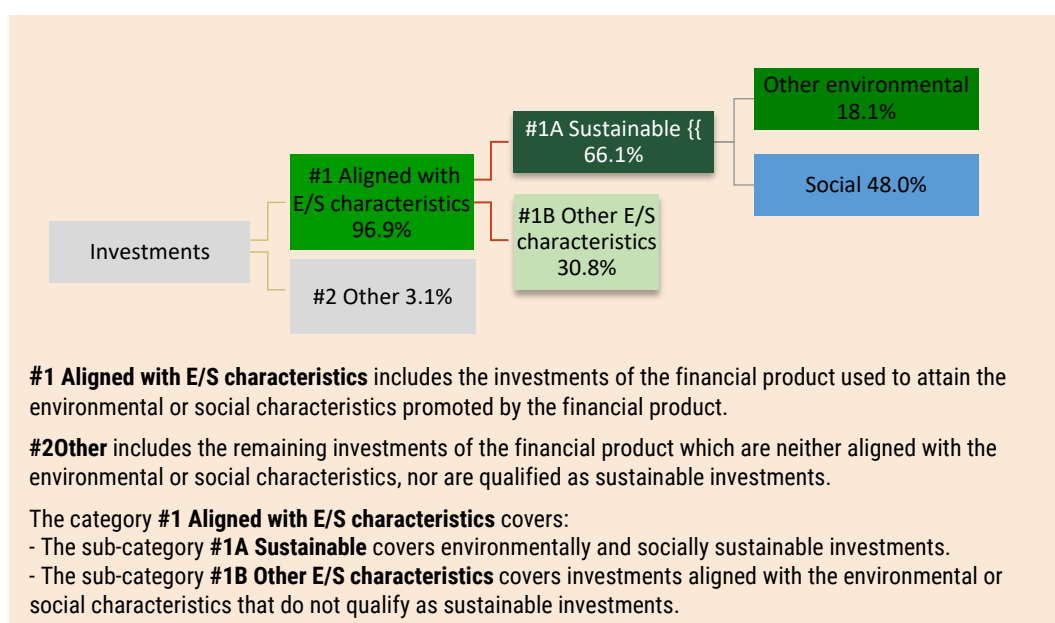 Investments
#1 Aligned with
E/S characteristics
96.9%
#2 Other 3.1%
#1A Sustainable {{
66.1%
#1B Other E/S
characteristics
30.8%
Other environmental
18.1%
Social 48.0%
#1 Aligned with E/S characteristics includes the investments of the financial product used to attain the
environmental or social characteristics promoted by the financial product.
#2Other includes the remaining investments of the financial product which are neither aligned with the
environmental or social characteristics, nor are qualified as sustainable investments.
The category #1 Aligned with E/S characteristics covers:
- The sub-category #1A Sustainable covers environmentally and socially sustainable investments.
- The sub-category #1B Other E/S characteristics covers investments aligned with the environmental or
social characteristics that do not qualify as sustainable investments.